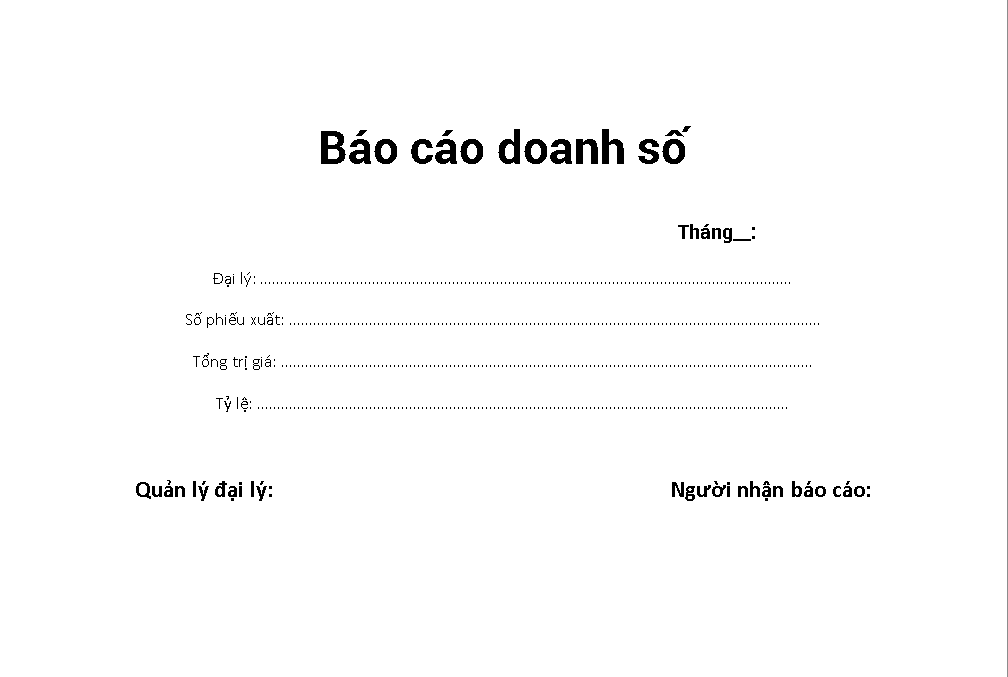 Báo cáo doanh số
Tháng__:
Đại lý: .....................................................................................................................................
Số phiếu xuất: .....................................................................................................................................
Tổng trị giá: .....................................................................................................................................
Tỷ lệ: .....................................................................................................................................
Quản lý đại lý: Người nhận báo cáo: